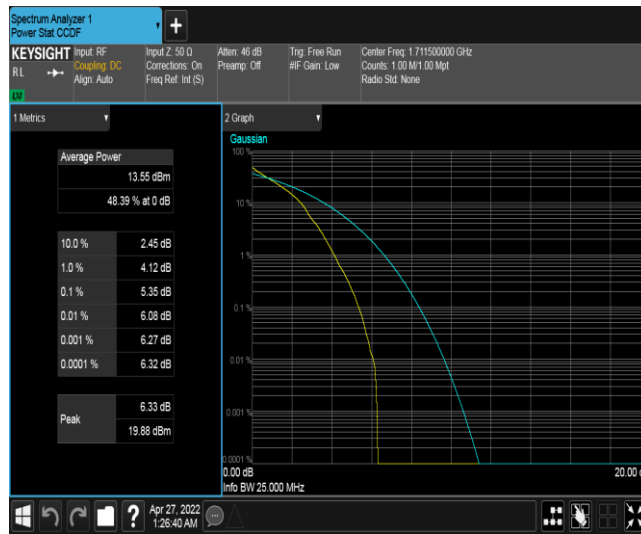 Spectrum Analyzer 1
Power Stat CCDF
+
KEYSIGHT Input: RF Input Z: 50 Ω Atten: 46 dB Trig: Free Run Center Freq: 1.711500000 GHz
RL Coupling: DC Corrections: On Preamp: Off #IF Gain: Low Counts: 1.00 M/1.00 Mpt
Align: Auto Freq Ref: Int (S) Radio Std: None
1 Metrics
Average Power
13.55 dBm
48.39 % at 0 dB
10.0 % 2.45 dB
1.0 % 4.12 dB
0.1 % 5.35 dB
0.01 % 6.08 dB
0.001 % 6.27 dB
0.0001 % 6.32 dB
Peak 6.33 dB
19.88 dBm
2 Graph
Gaussian
100 %
10 %
1 %
0.1 %
0.01 %
0.001 %
0.0001 %
0.00 dB 20.00
Info BW 25.000 MHz
? Apr 27, 2022
1:26:40 AM